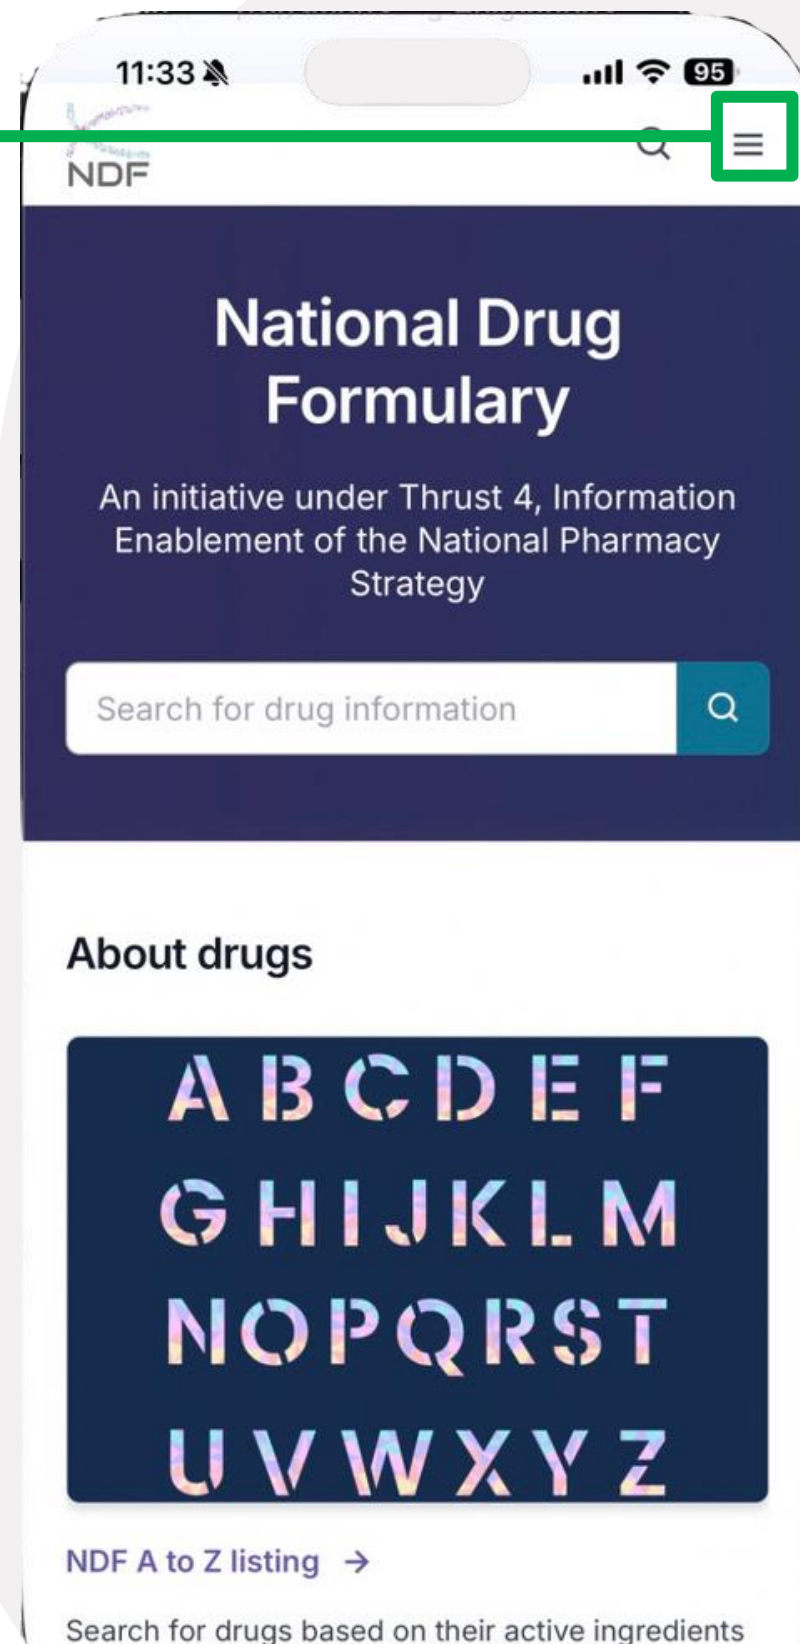 11:33
95
NDF
National Drug
Formulary
An initiative under Thrust 4, Information
Enablement of the National Pharmacy
Strategy
Search for drug information
About drugs
A B C D E F
G H I J K L M
N O P Q R S T
U V W X Y Z
NDF A to Z listing →
Search for drugs based on their active ingredients